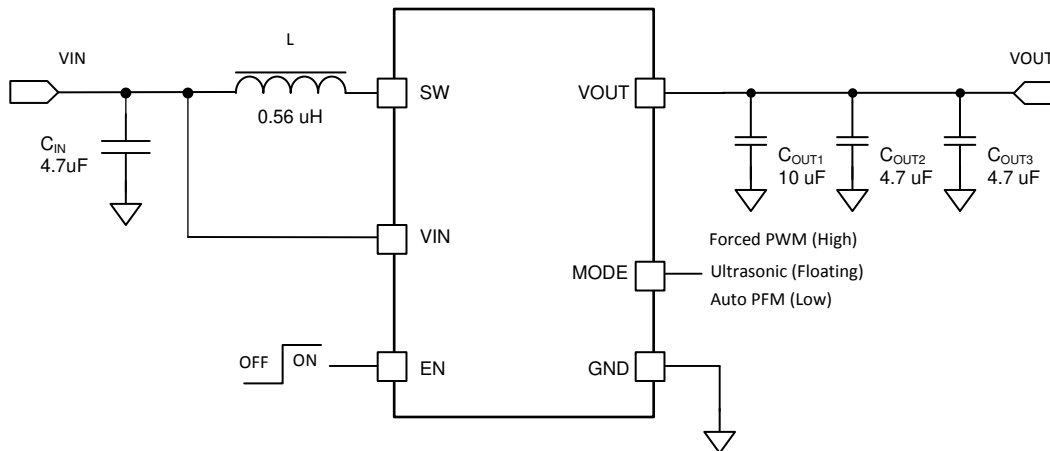 VIN
L
VOUT
SW
VOUT
0.56 uH
CIN
4.7uF
COUT1
10 uF
COUT2
4.7 uF
COUT3
4.7 uF
VIN
Forced PWM (High)
MODE
Ultrasonic (Floating)
Auto PFM (Low)
OFF
ON
EN
GND